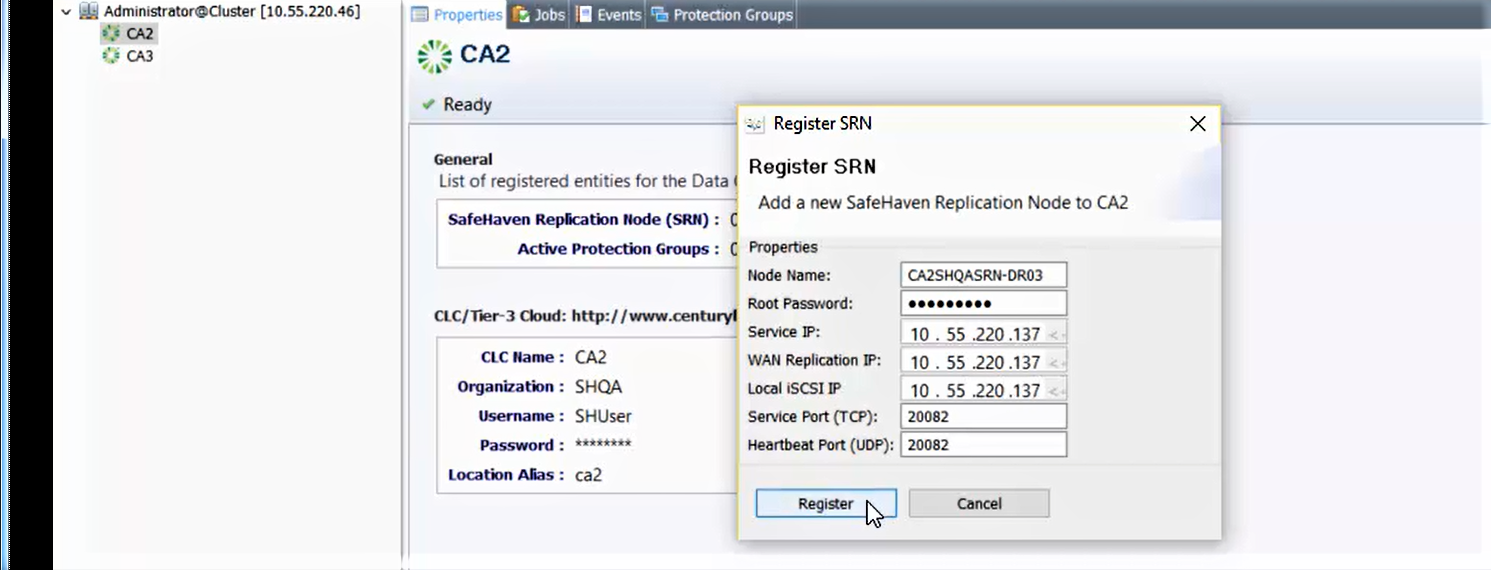 Administrator@Cluster [10.55.220.46]
CA2
CA3
Properties Jobs Events Protection Groups
CA2
Ready
General
List of registered entities for the Data
SafeHaven Replication Node (SRN) :
Active Protection Groups :
CLC/Tier-3 Cloud: http://www.century
CLC Name : CA2
Organization : SHQA
Username : SHUser
Password : ********
Location Alias : ca2
Register SRN
Register SRN
Add a new SafeHaven Replication Node to CA2
Properties
Node Name: CA2SHQASRN-DR03
Root Password: ●●●●●●●●●
Service IP: 10 . 55 .220 .137
WAN Replication IP: 10 . 55 .220 .137
Local iSCSI IP 10 . 55 .220 .137
Service Port (TCP): 20082
Heartbeat Port (UDP): 20082
Register Cancel